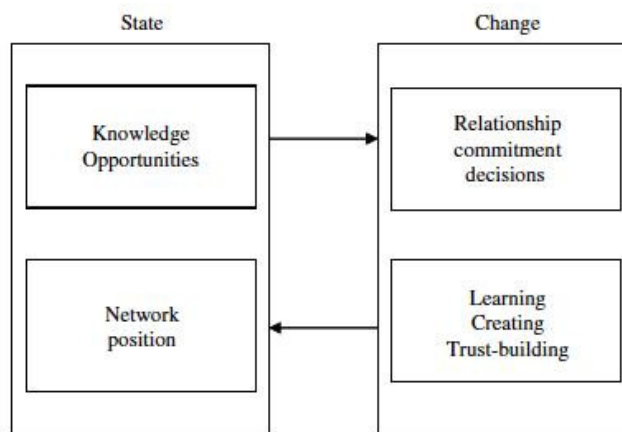 State
Change
Knowledge
Opportunities
Relationship
commitment
decisions
Network
position
Learning
Creating
Trust-building